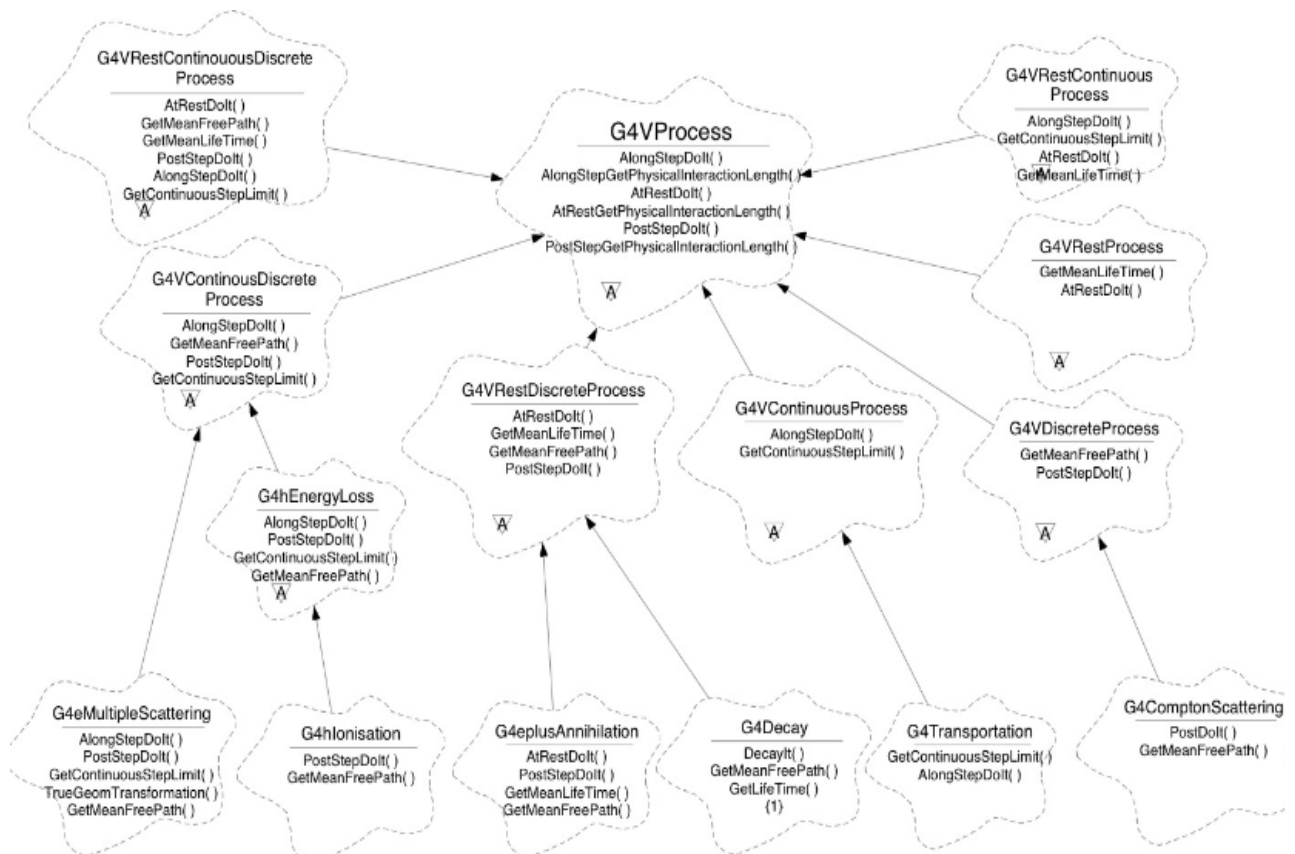 G4VRestContinouousDiscrete
Process
AtRestDoIt( )
GetMeanFreePath( )
GetMeanLifeTime( )
PostStepDoIt( )
AlongStepDoIt( )
GetContinuousStepLimit( )
A
G4VProcess
AlongStepDoIt( )
AlongStepGetPhysicalInteractionLength( )
AtRestDoIt( )
AtRestGetPhysicalInteractionLength( )
PostStepDoIt( )
PostStepGetPhysicalInteractionLength( )
A
G4VRestContinuous
Process
AlongStepDoIt( )
GetContinuousStepLimit( )
AtRestDoIt( )
GetMeanLifeTime( )
A
G4VRestProcess
GetMeanLifeTime( )
AtRestDoIt( )
A
G4VContinousDiscrete
Process
AlongStepDoIt( )
GetMeanFreePath( )
PostStepDoIt( )
GetContinuousStepLimit( )
A
G4VRestDiscreteProcess
AtRestDoIt( )
GetMeanLifeTime( )
GetMeanFreePath( )
PostStepDoIt( )
A
G4VContinuousProcess
AlongStepDoIt( )
GetContinuousStepLimit( )
A
G4VDiscreteProcess
GetMeanFreePath( )
PostStepDoIt( )
A
G4hEnergyLoss
AlongStepDoIt( )
PostStepDoIt( )
GetContinuousStepLimit( )
GetMeanFreePath( )
A
G4eMultipleScattering
AlongStepDoIt( )
PostStepDoIt( )
GetContinuousStepLimit( )
TrueGeomTransformation( )
GetMeanFreePath( )
G4hIonisation
PostStepDoIt( )
GetMeanFreePath( )
G4eplusAnnihilation
AtRestDoIt( )
PostStepDoIt( )
GetMeanLifeTime( )
GetMeanFreePath( )
G4Decay
DecayIt( )
GetMeanFreePath( )
GetLifeTime( )
{1}
G4Transportation
GetContinuousStepLimit( )
AlongStepDoIt( )
G4ComptonScattering
PostDoIt( )
GetMeanFreePath( )